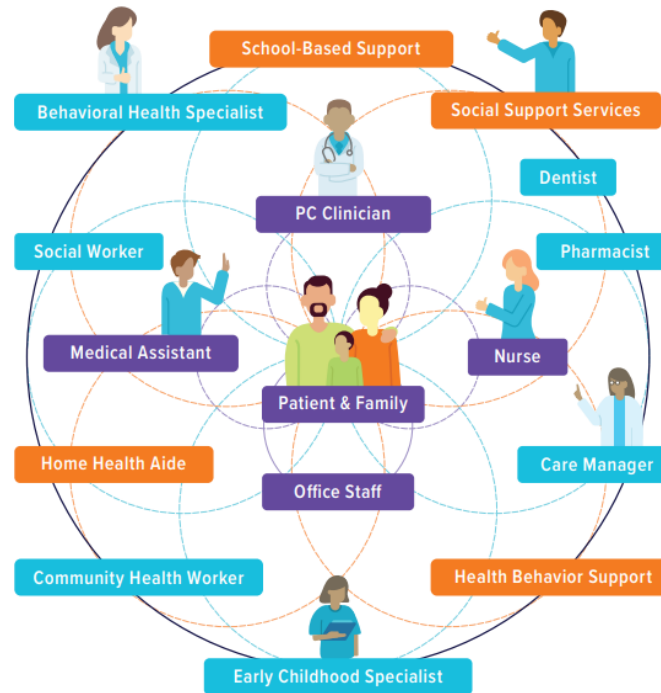 School-Based Support
Behavioral Health Specialist
Social Support Services
Dentist
PC Clinician
Social Worker
Pharmacist
Medical Assistant
Nurse
Patient & Family
Home Health Aide
Care Manager
Office Staff
Community Health Worker
Health Behavior Support
Early Childhood Specialist